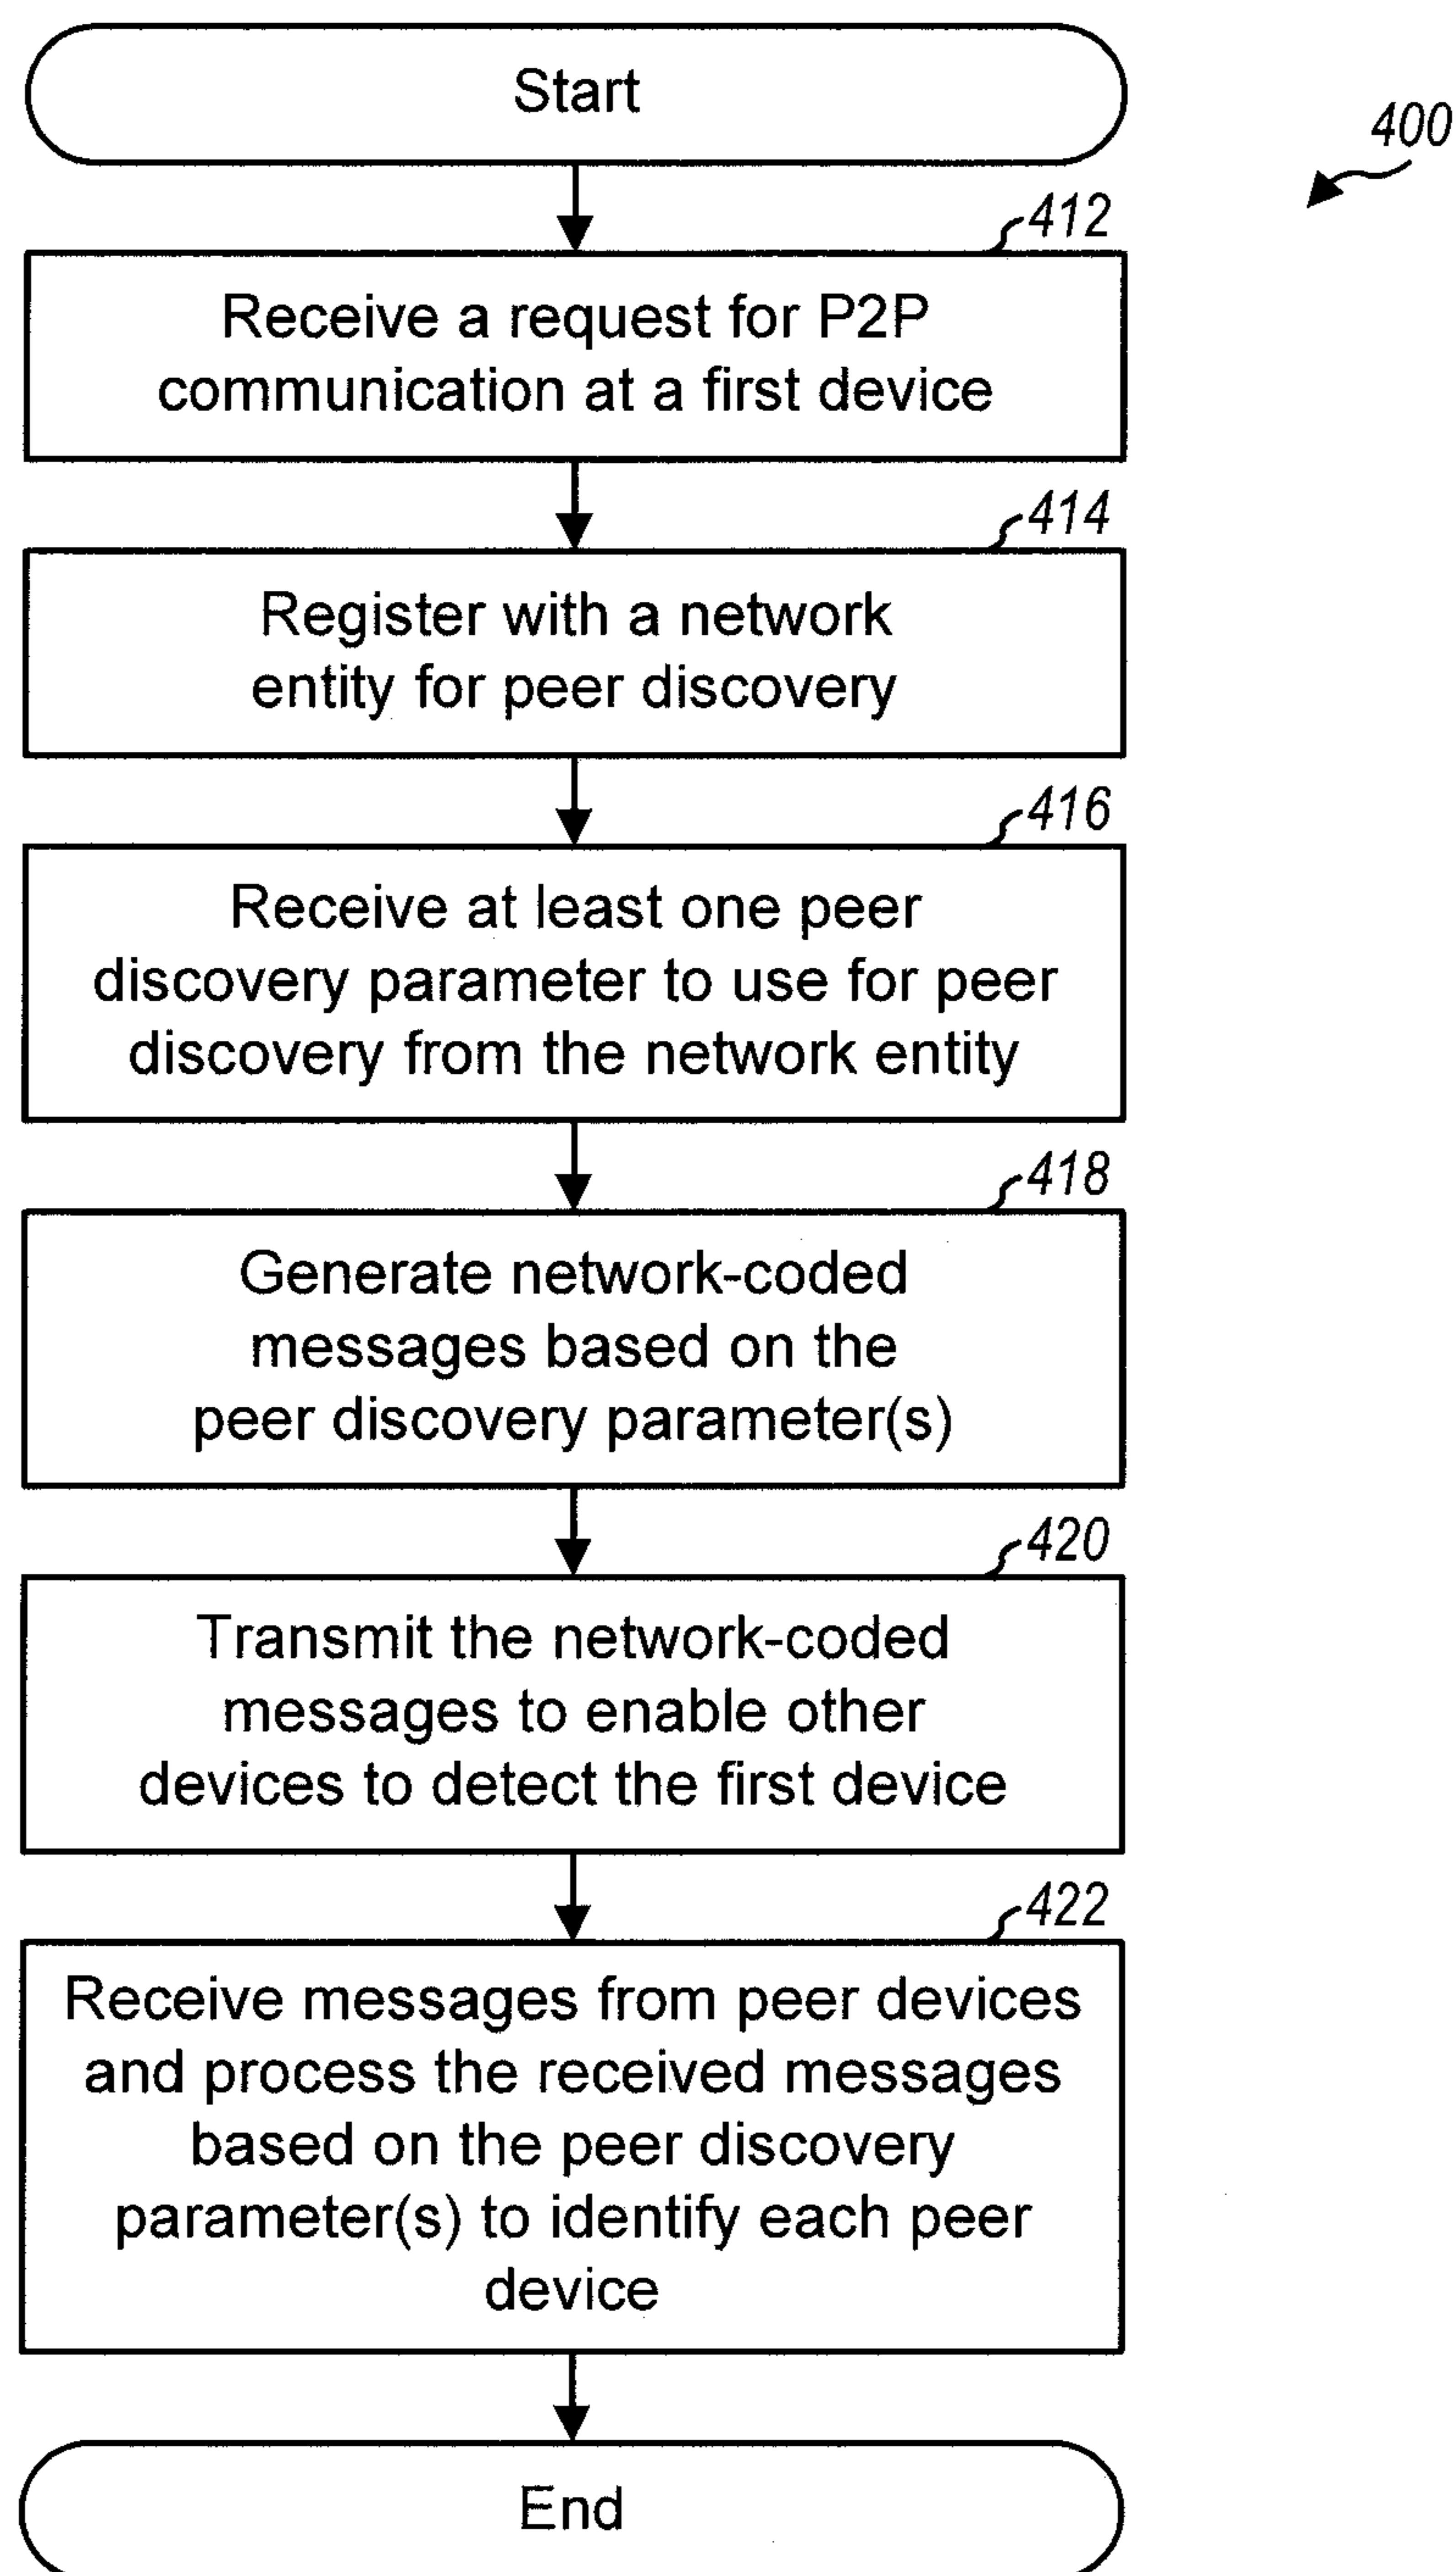 Start
400
412
Receive a request for P2P
communication at a first device
414
Register with a network
entity for peer discovery
416
Receive at least one peer
discovery parameter to use for peer
discovery from the network entity
418
Generate network-coded
messages based on the
peer discovery parameter(s)
420
Transmit the network-coded
messages to enable other
devices to detect the first device
422
Receive messages from peer devices
and process the received messages
based on the peer discovery
parameter(s) to identify each peer
device
End